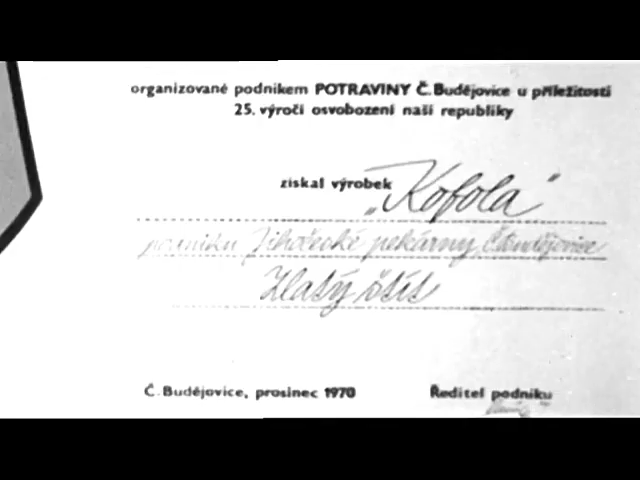 organizované podnikem POTRAVINY Č. Budějovice u příležitosti
25. výročí osvobození naší republiky
získal výrobek „Kofola"
podniku Jihočeské pekárny Č. Budějovice
Zlatý štít
Č. Budějovice, prosinec 1970
Ředitel podniku